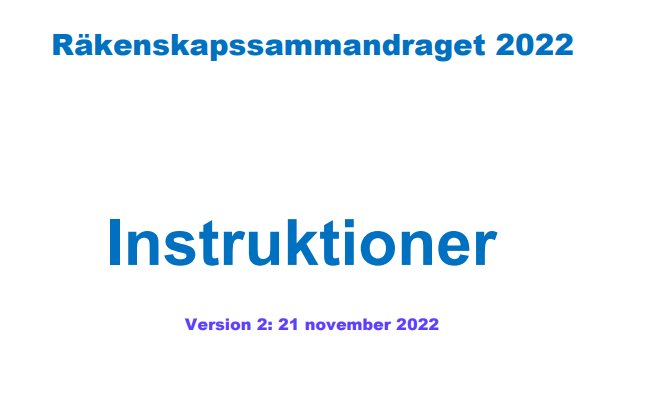 Räkenskapssammandraget 2022
Instruktioner
Version 2: 21 november 2022